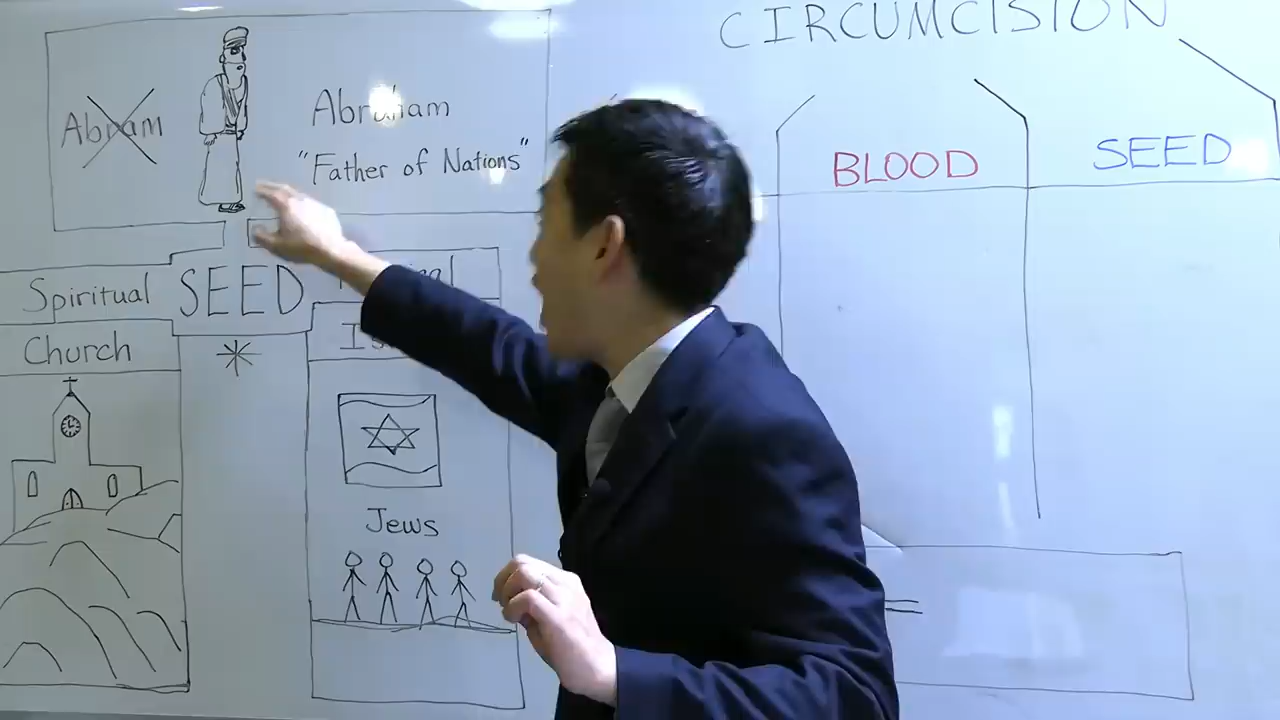 CIRCUMCISION
Abram
Abraham
"Father of Nations"
BLOOD
SEED
Spiritual
SEED
Church
Jews